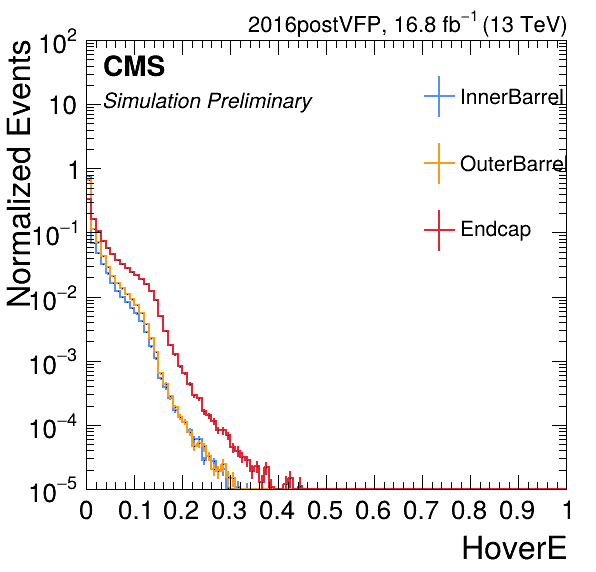 2016postVFP, 16.8 fb⁻¹ (13 TeV)
CMS
Simulation Preliminary
InnerBarrel
OuterBarrel
Endcap
Normalized Events
10²
10
1
10⁻¹
10⁻²
10⁻³
10⁻⁴
10⁻⁵
0 0.1 0.2 0.3 0.4 0.5 0.6 0.7 0.8 0.9 1
HoverE